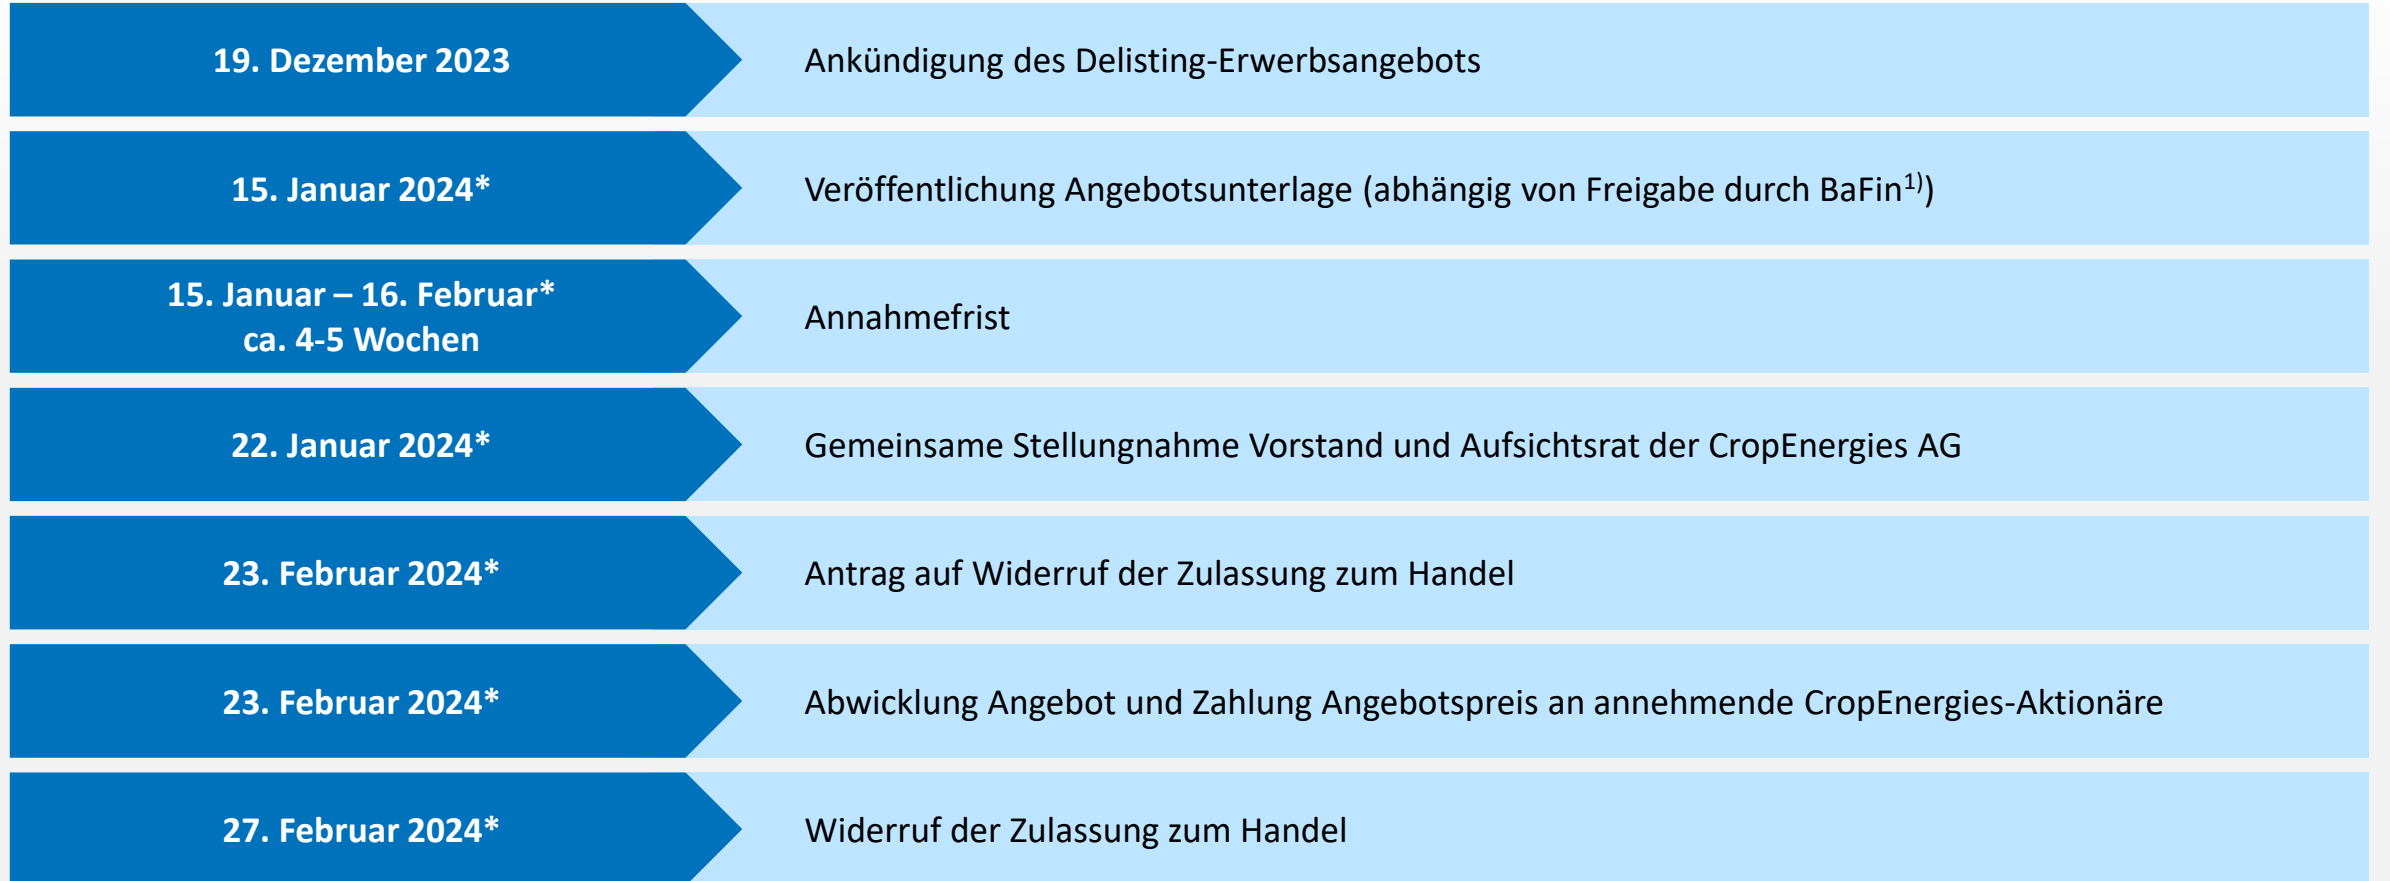 19. Dezember 2023
Ankündigung des Delisting-Erwerbsangebots
15. Januar 2024*
Veröffentlichung Angebotsunterlage (abhängig von Freigabe durch BaFin¹⁾)
15. Januar – 16. Februar*
ca. 4-5 Wochen
Annahmefrist
22. Januar 2024*
Gemeinsame Stellungnahme Vorstand und Aufsichtsrat der CropEnergies AG
23. Februar 2024*
Antrag auf Widerruf der Zulassung zum Handel
23. Februar 2024*
Abwicklung Angebot und Zahlung Angebotspreis an annehmende CropEnergies-Aktionäre
27. Februar 2024*
Widerruf der Zulassung zum Handel